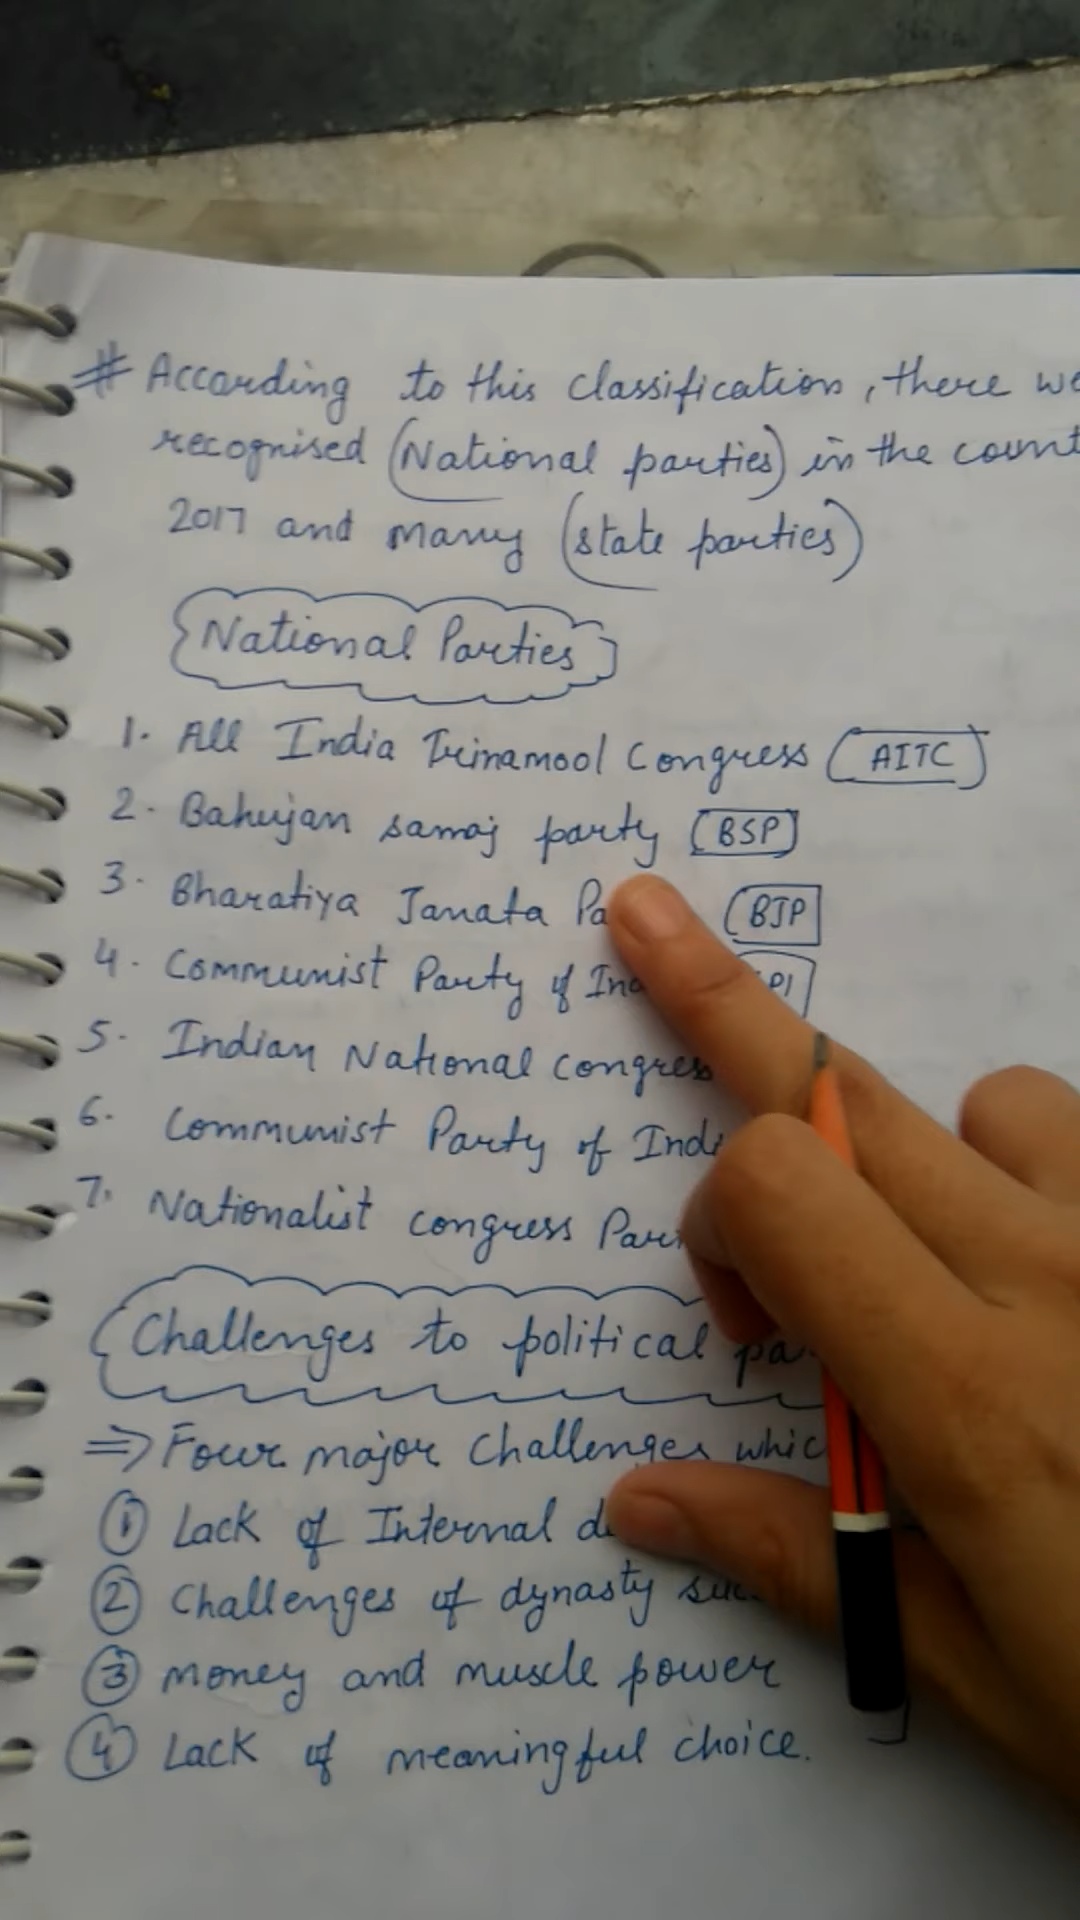 # According to this classification, there we
recognised (National parties) in the count
2017 and many (state parties)
National Parties
1. All India Trinamool Congress (AITC)
2. Bahujan samaj party [BSP]
3. Bharatiya Janata Pa [BJP]
4. Communist Party of Ind PI
5. Indian National congress
6. Communist Party of Indi
7. Nationalist congress Part
Challenges to political pa
⇒ Four major Challenges whic
① Lack of Internal d
② Challenges of dynasty suc
③ money and muscle power
④ Lack of meaningful choice.